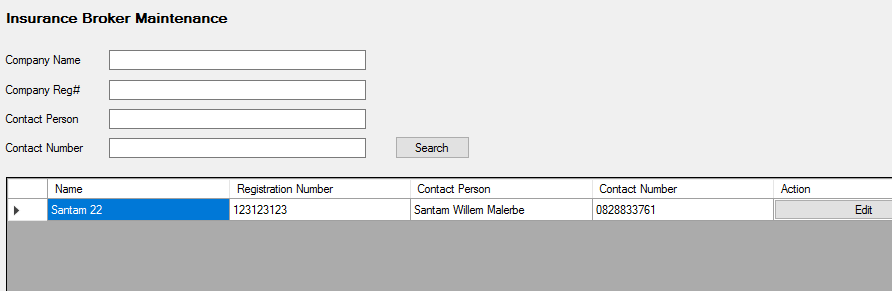 Insurance Broker Maintenance
Company Name
Company Reg#
Contact Person
Contact Number Search
Name Registration Number Contact Person Contact Number Action
Santam 22 123123123 Santam Willem Malerbe 0828833761 Edit